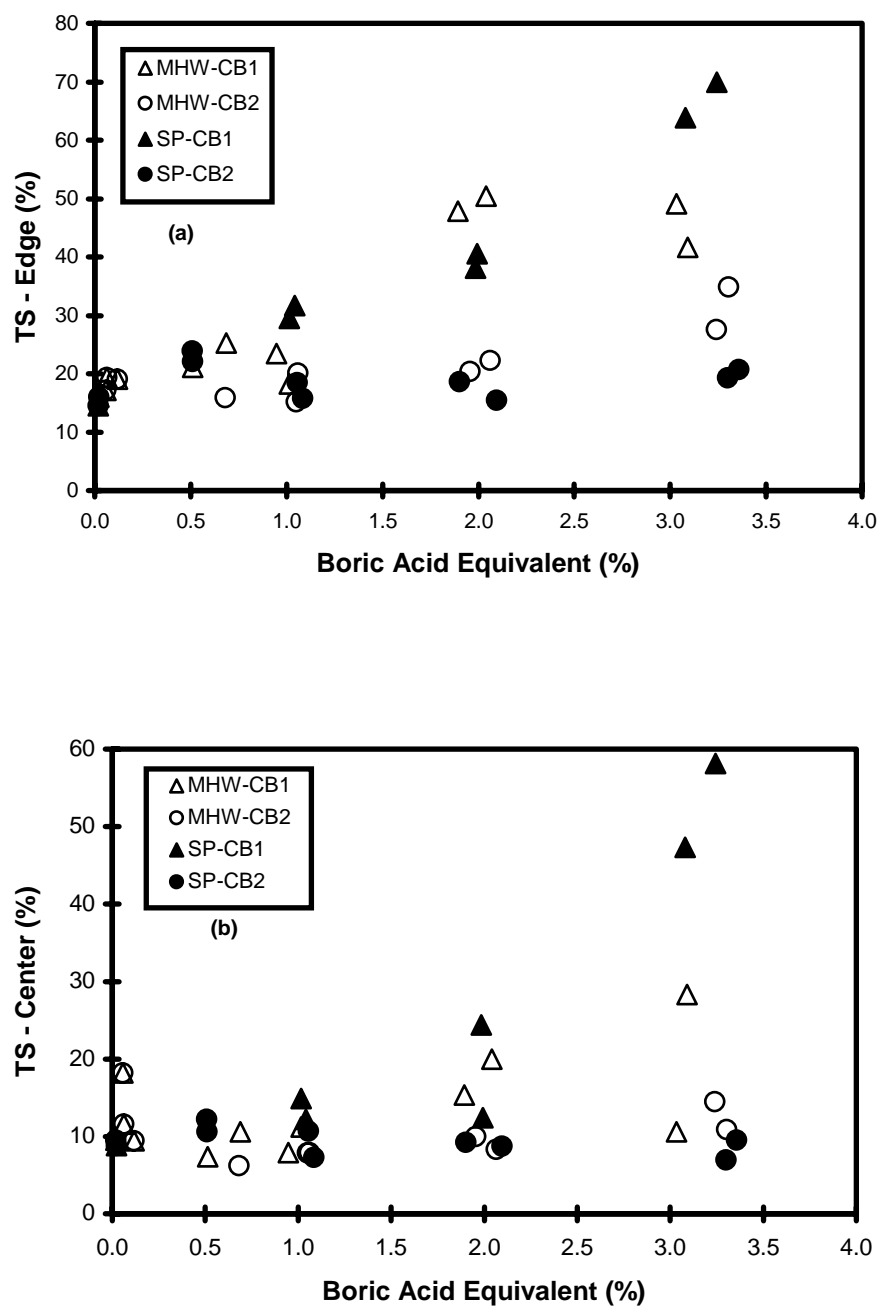 80
70
60
50
40
30
20
10
0
TS - Edge (%)
MHW-CB1
MHW-CB2
SP-CB1
SP-CB2
(a)
0.0 0.5 1.0 1.5 2.0 2.5 3.0 3.5 4.0
Boric Acid Equivalent (%)
60
50
40
30
20
10
0
TS - Center (%)
MHW-CB1
MHW-CB2
SP-CB1
SP-CB2
(b)
0.0 0.5 1.0 1.5 2.0 2.5 3.0 3.5 4.0
Boric Acid Equivalent (%)